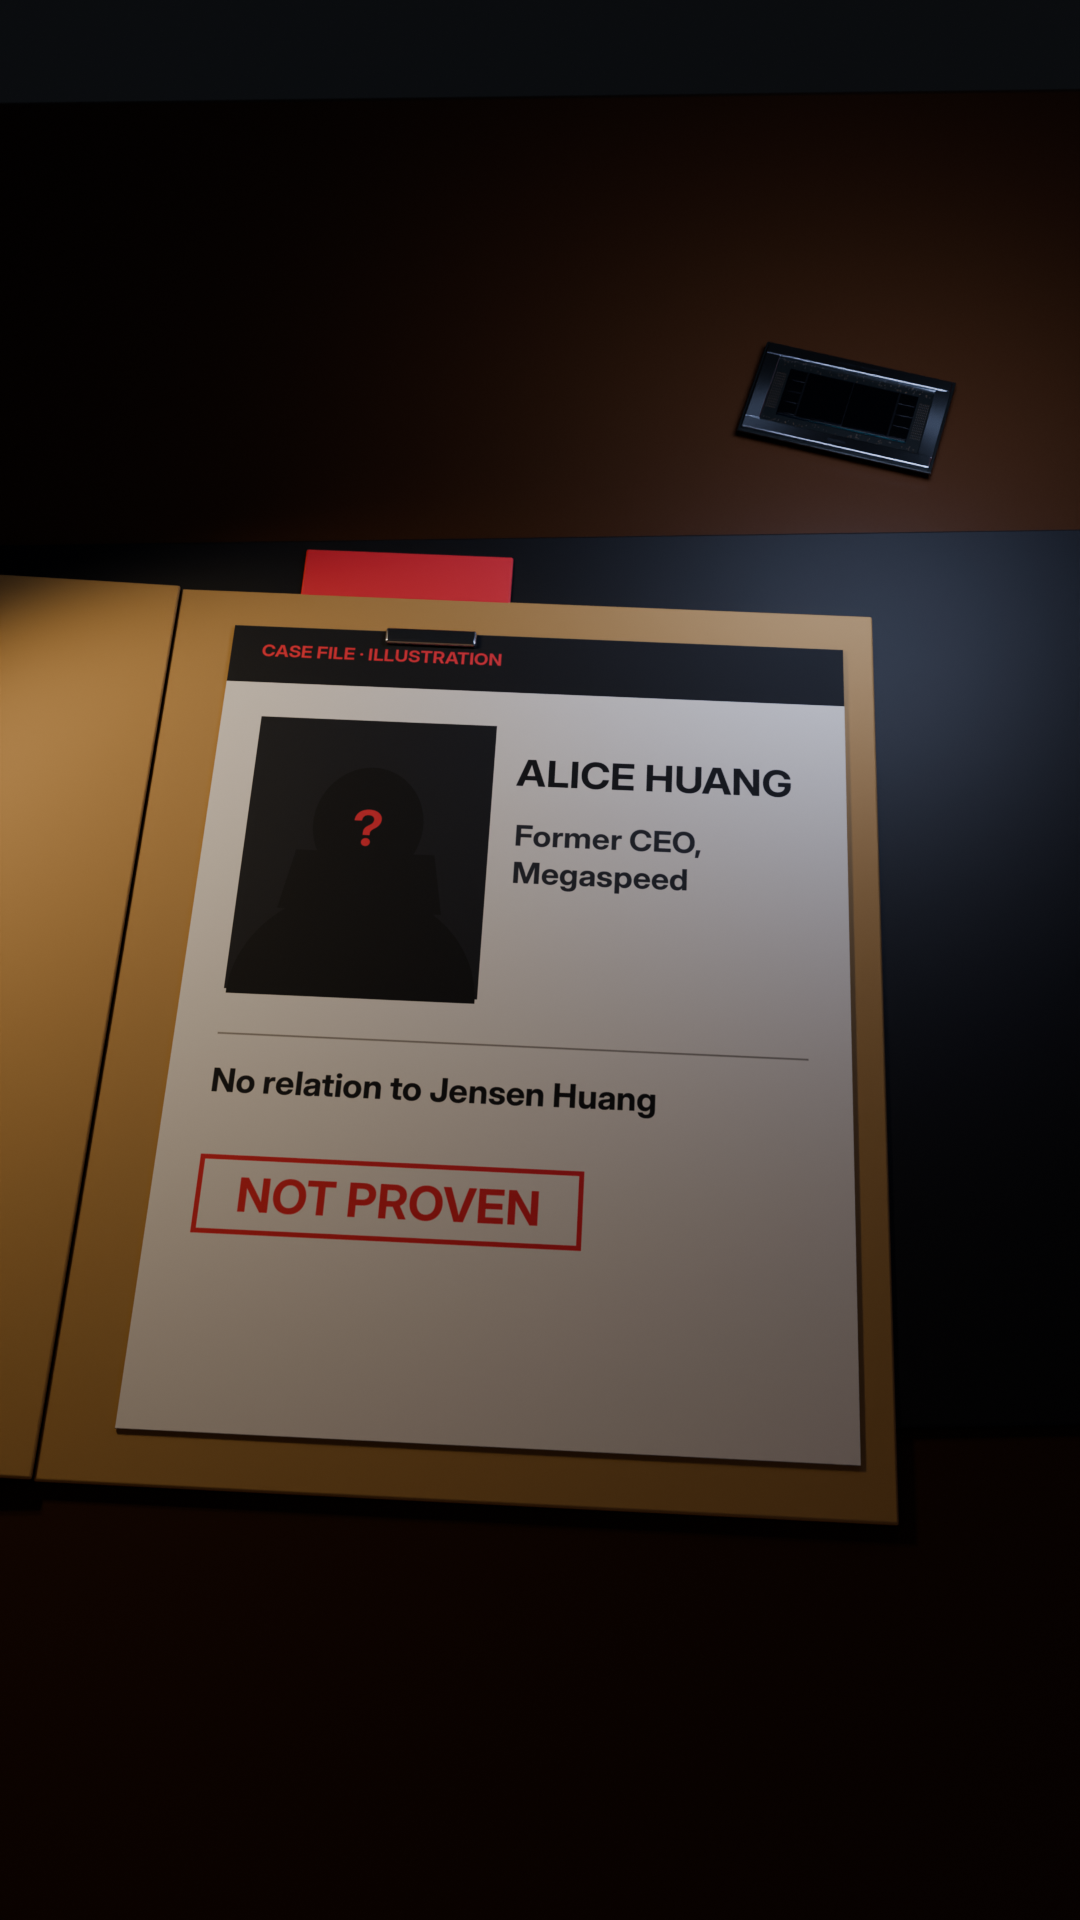 CASE FILE · ILLUSTRATION
?
ALICE HUANG
Former CEO,
Megaspeed
No relation to Jensen Huang
NOT PROVEN